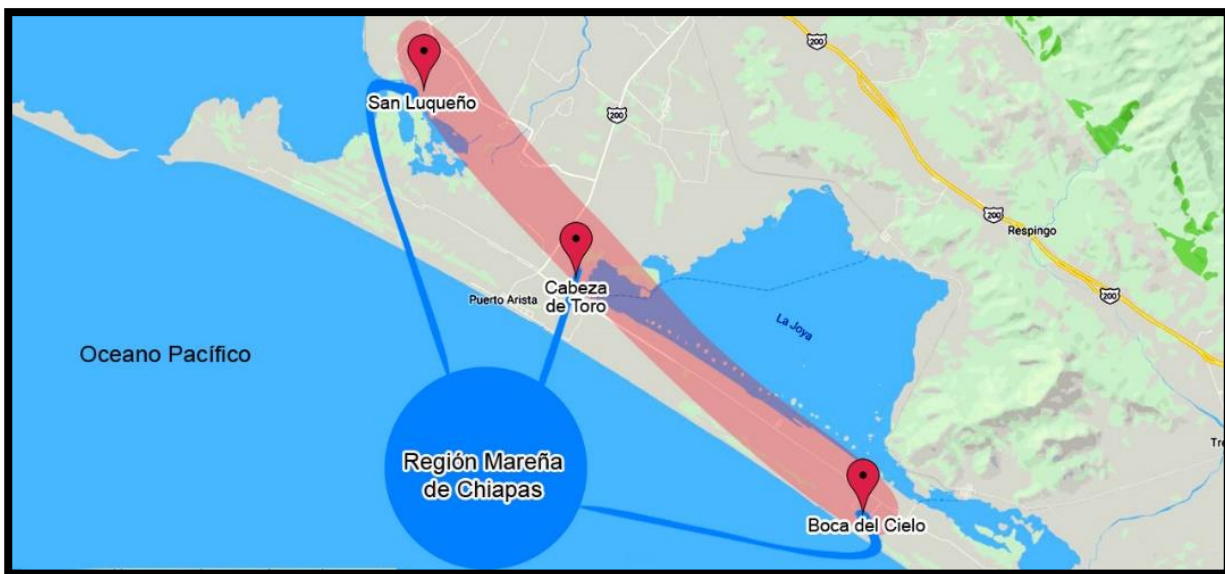 200
San Luqueño
200
200
Respingo
Cabeza
de Toro
Puerto Arista
La Joya
200
Oceano Pacífico
Región Mareña
de Chiapas
Boca del Cielo